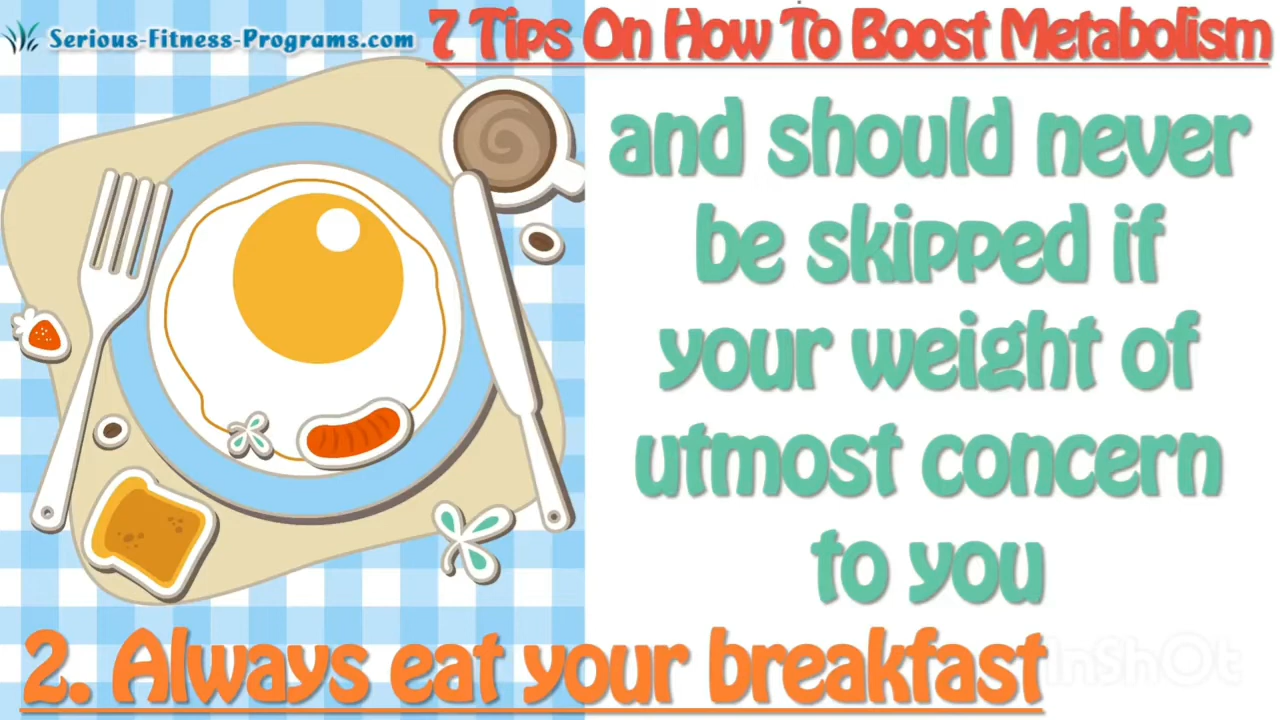 Serious-Fitness-Programs.com
7 Tips On How To Boost Metabolism
and should never
be skipped if
your weight of
utmost concern
to you
2. Always eat your breakfast
InShOt